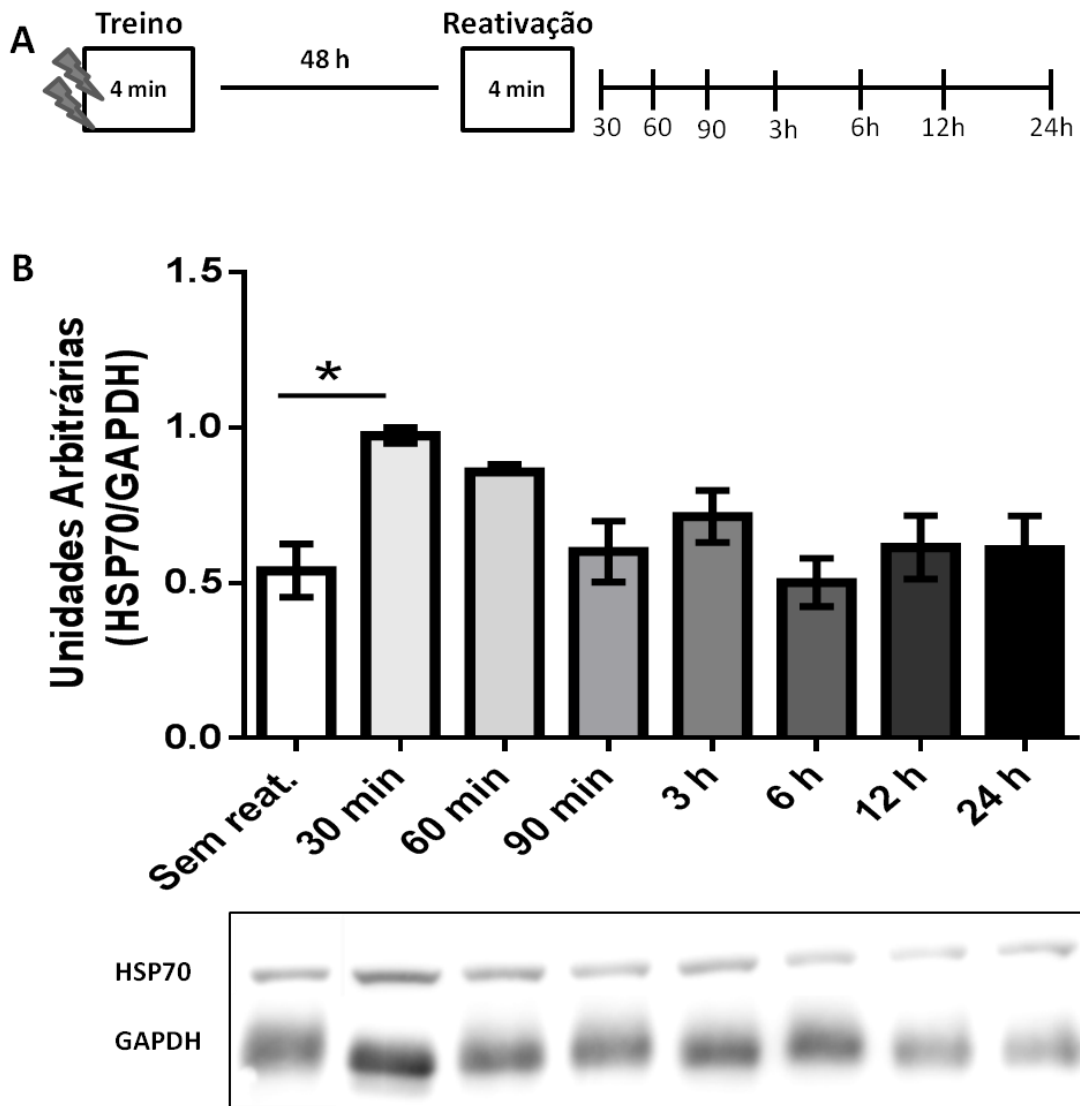 A
Treino
Reativação
4 min
48 h
4 min
30 60 90 3h 6h 12h 24h
B
Unidades Arbitrárias
(HSP70/GAPDH)
1.5
*
1.0
0.5
0.0
Sem reat. 30 min 60 min 90 min 3 h 6 h 12 h 24 h
HSP70
GAPDH